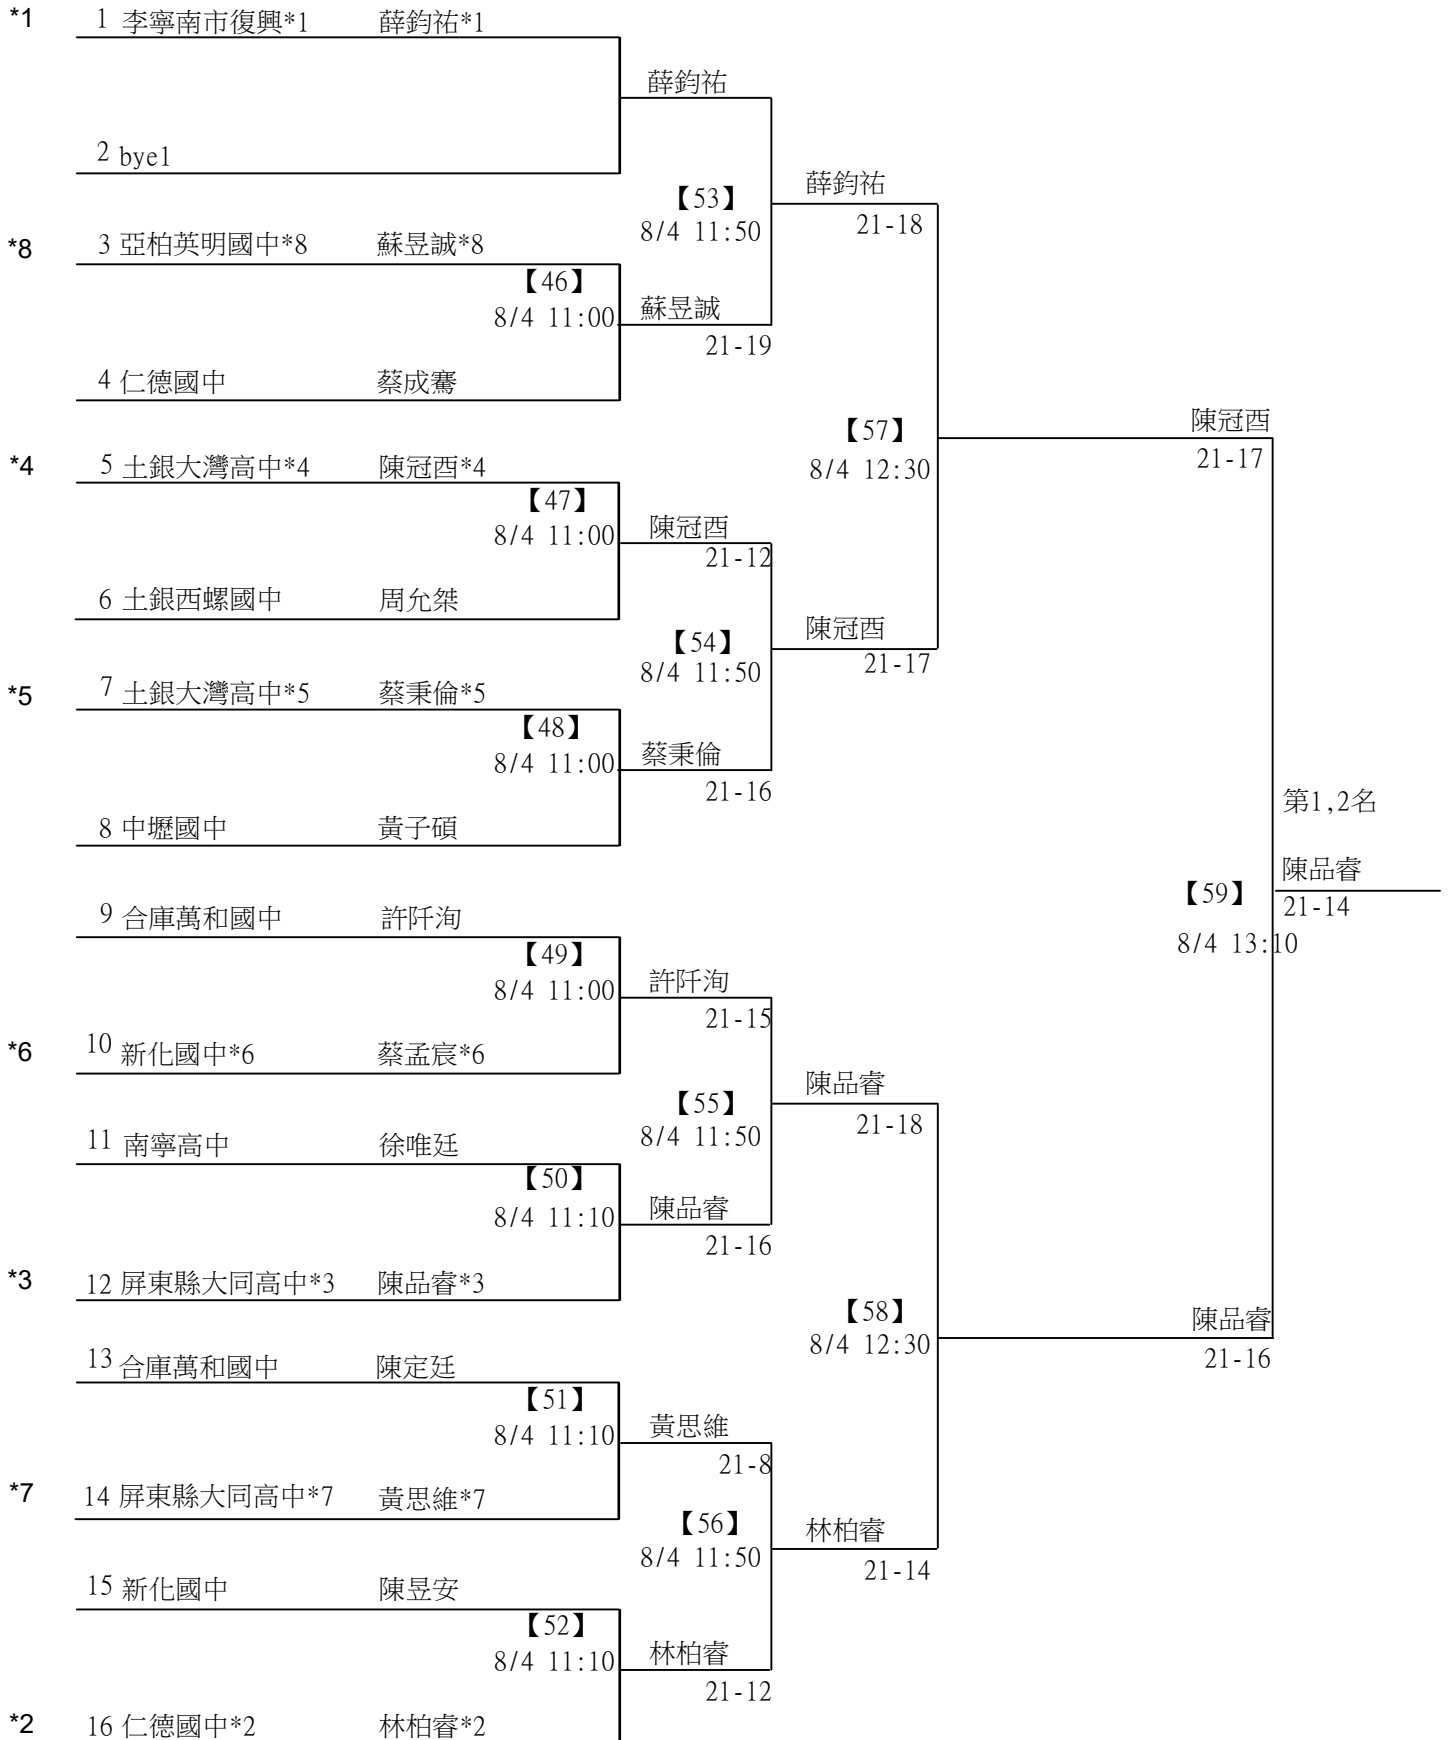 *1 1 李寧南市復興*1 薛鈞祐*1
薛鈞祐
2 bye1
薛鈞祐
【53】
21-18
8/4 11:50
*8 3 亞柏英明國中*8 蘇昱誠*8
【46】
8/4 11:00
蘇昱誠
21-19
4 仁德國中 蔡成騫
陳冠酉
【57】
21-17
8/4 12:30
*4 5 土銀大灣高中*4 陳冠酉*4
【47】
8/4 11:00
陳冠酉
21-12
6 土銀西螺國中 周允桀
陳冠酉
【54】
21-17
8/4 11:50
*5 7 土銀大灣高中*5 蔡秉倫*5
【48】
8/4 11:00
蔡秉倫
21-16
第1,2名
8 中壢國中 黃子碩
陳品睿
【59】
21-14
8/4 13:10
9 合庫萬和國中 許阡洵
【49】
8/4 11:00
許阡洵
21-15
*6 10 新化國中*6 蔡孟宸*6
陳品睿
【55】
21-18
8/4 11:50
11 南寧高中 徐唯廷
【50】
8/4 11:10
陳品睿
21-16
*3 12 屏東縣大同高中*3 陳品睿*3
【58】
陳品睿
8/4 12:30
21-16
13 合庫萬和國中 陳定廷
【51】
8/4 11:10
黃思維
21-8
*7 14 屏東縣大同高中*7 黃思維*7
【56】
林柏睿
8/4 11:50
21-14
15 新化國中 陳昱安
【52】
8/4 11:10
林柏睿
21-12
*2 16 仁德國中*2 林柏睿*2